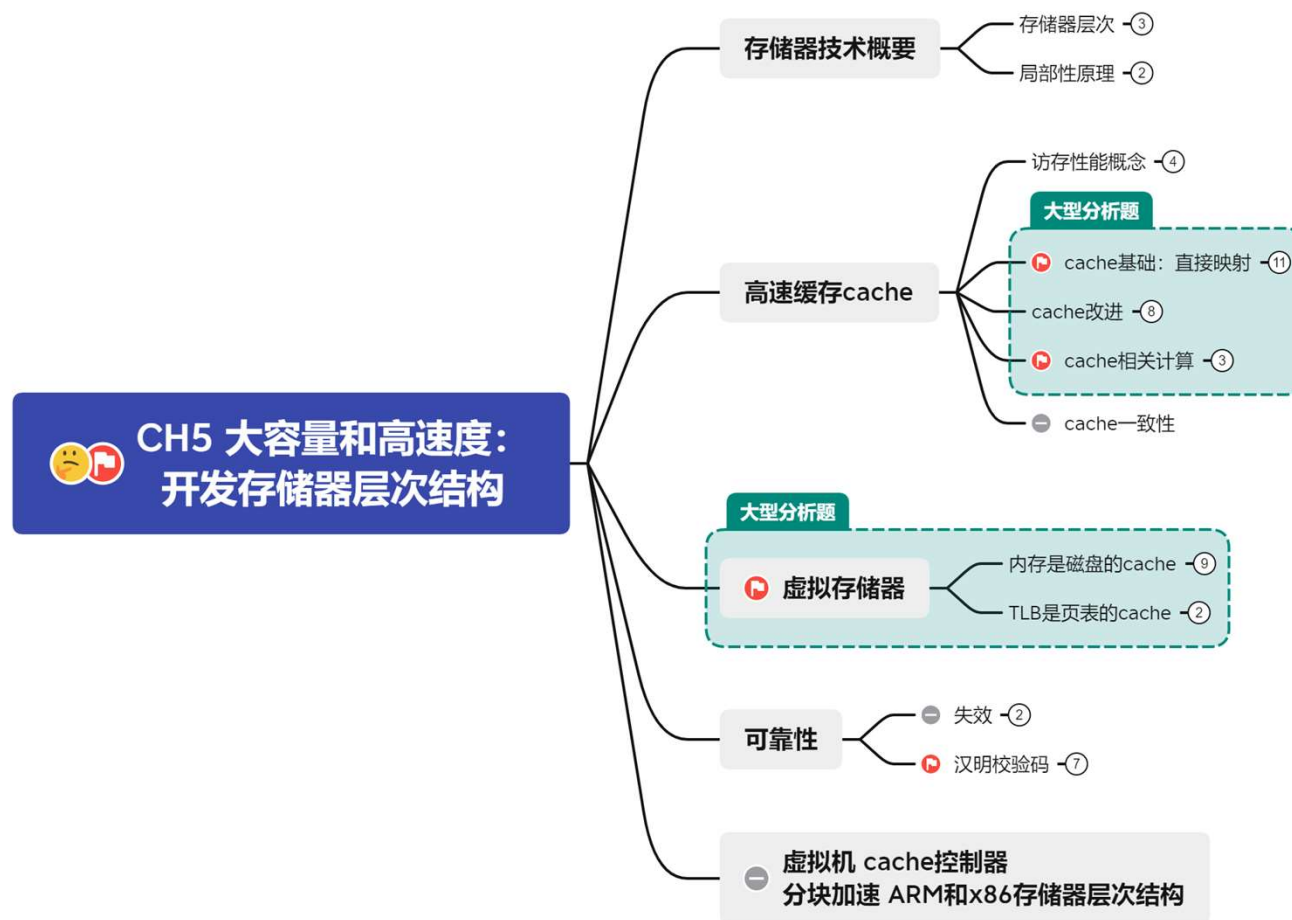 CH5 大容量和高速度：
开发存储器层次结构
存储器技术概要
存储器层次 3
局部性原理 2
高速缓存cache
访存性能概念 4
大型分析题
cache基础：直接映射 11
cache改进 8
cache相关计算 3
cache一致性
大型分析题
虚拟存储器
内存是磁盘的cache 9
TLB是页表的cache 2
可靠性
失效 2
汉明校验码 7
虚拟机 cache控制器
分块加速 ARM和x86存储器层次结构